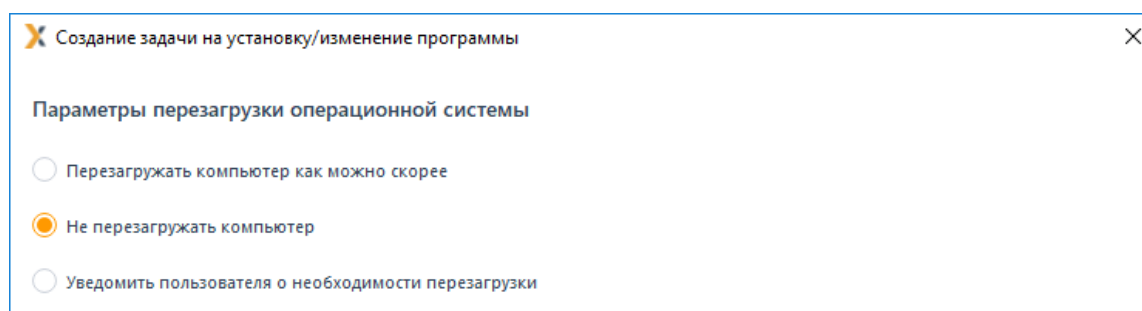 Создание задачи на установку/изменение программы
Параметры перезагрузки операционной системы
Перезагружать компьютер как можно скорее
Не перезагружать компьютер
Уведомить пользователя о необходимости перезагрузки